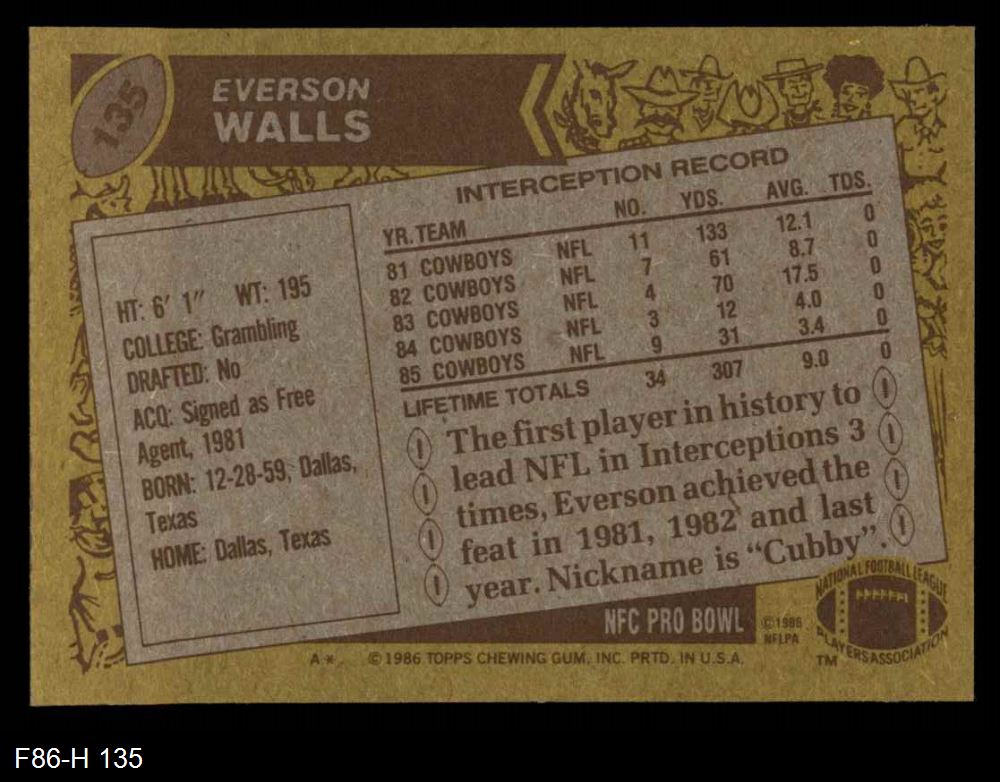 135
EVERSON
WALLS
HT: 6' 1" WT: 195
COLLEGE: Grambling
DRAFTED: No
ACQ: Signed as Free
Agent, 1981
BORN: 12-28-59, Dallas,
Texas
HOME: Dallas, Texas
INTERCEPTION RECORD
YR. TEAM NO. YDS. AVG. TDS.
81 COWBOYS NFL 11 133 12.1 0
82 COWBOYS NFL 7 61 8.7 0
83 COWBOYS NFL 4 70 17.5 0
84 COWBOYS NFL 3 12 4.0 0
85 COWBOYS NFL 9 31 3.4 0
LIFETIME TOTALS 34 307 9.0 0
The first player in history to
lead NFL in Interceptions 3
times, Everson achieved the
feat in 1981, 1982 and last
year. Nickname is “Cubby”.
NFC PRO BOWL
©1986
NFLPA
NATIONAL FOOTBALL LEAGUE
PLAYERS ASSOCIATION
TM
A* ©1986 TOPPS CHEWING GUM, INC. PRTD. IN U.S.A.
F86-H 135